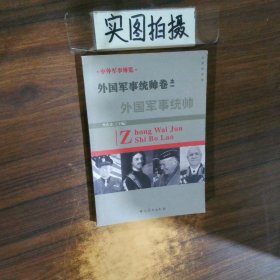 实图拍摄
中外军事博览
外国军事统帅卷
外国军事统帅
Zhong Wai Jun
Shi Bo Lan